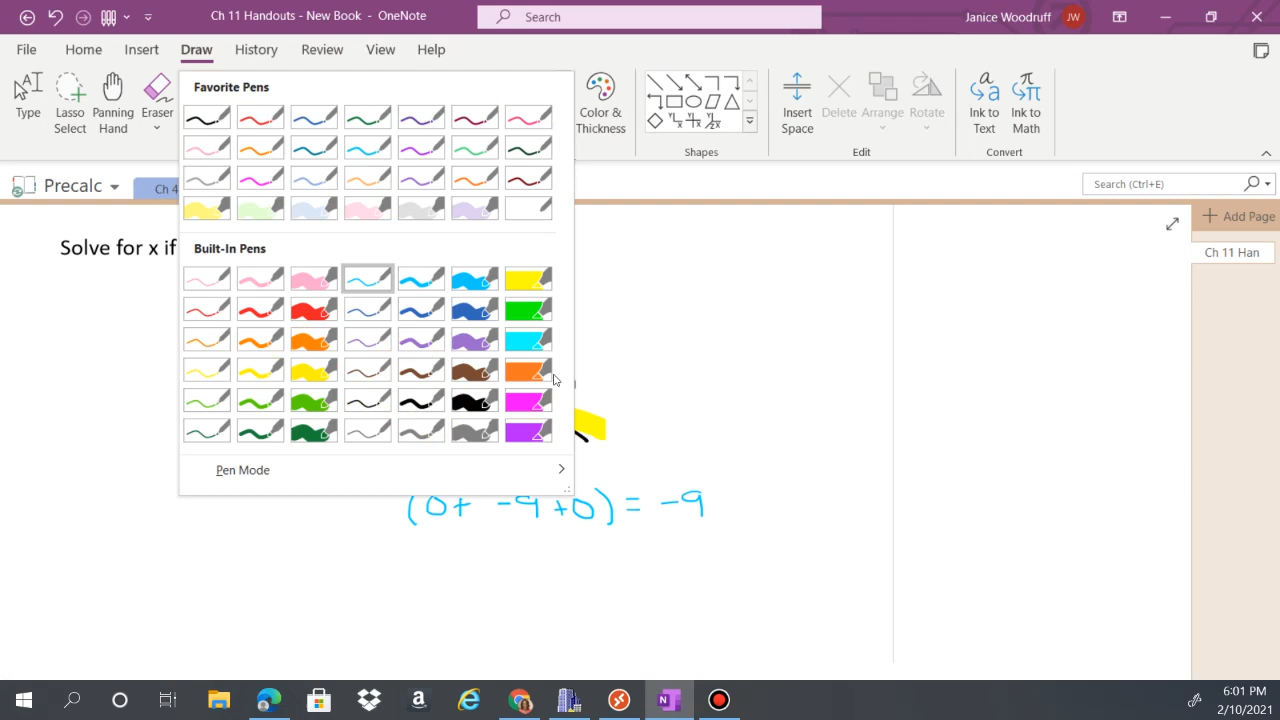 Ch 11 Handouts - New Book - OneNote
Search
Janice Woodruff
JW
File Home Insert Draw History Review View Help
Type
Lasso Select
Panning Hand
Eraser
Favorite Pens
Built-In Pens
Pen Mode
Color & Thickness
Shapes
Insert Space
Delete
Arrange
Rotate
Edit
Ink to Text
Ink to Math
Convert
Precalc
Ch 4
Search (Ctrl+E)
Add Page
Ch 11 Han
Solve for x if
(0+ -9 +0) = -9
6:01 PM
2/10/2021